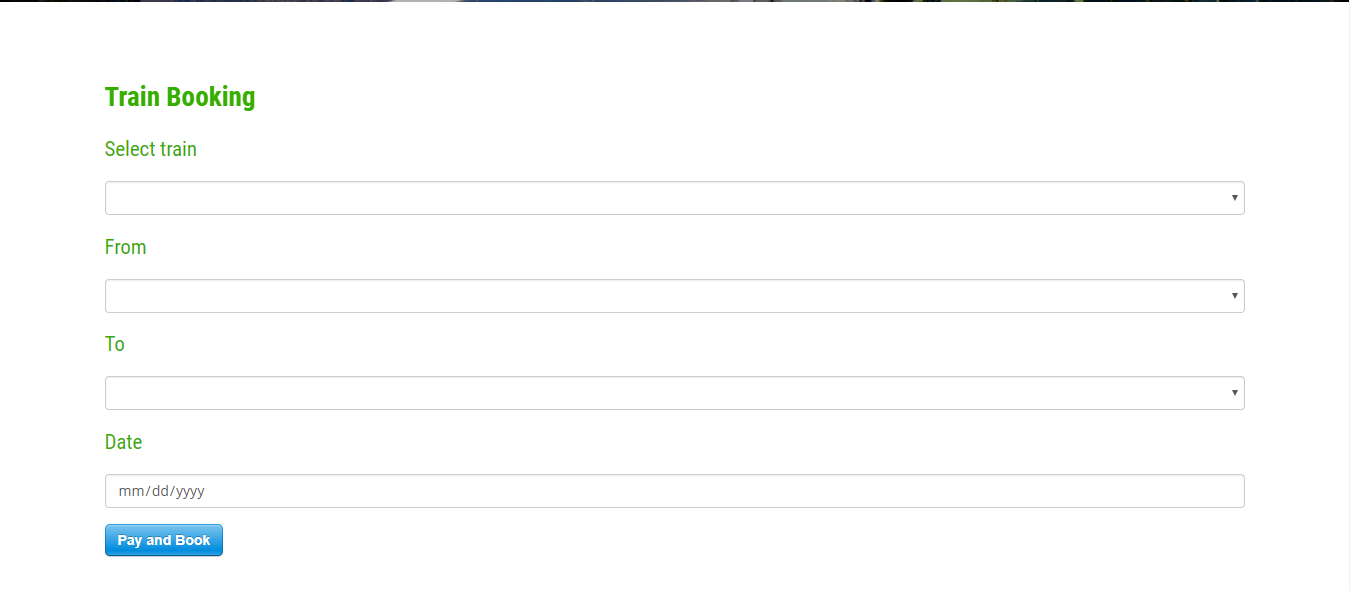 Train Booking
Select train
From
To
Date
mm/dd/yyyy
Pay and Book